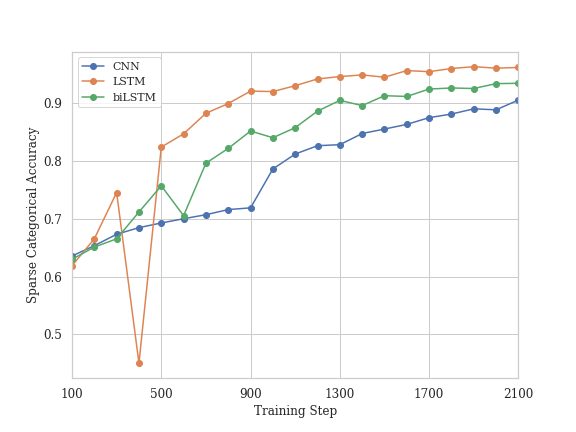 CNN
LSTM
biLSTM
Sparse Categorical Accuracy
0.9
0.8
0.7
0.6
0.5
100 500 900 1300 1700 2100
Training Step